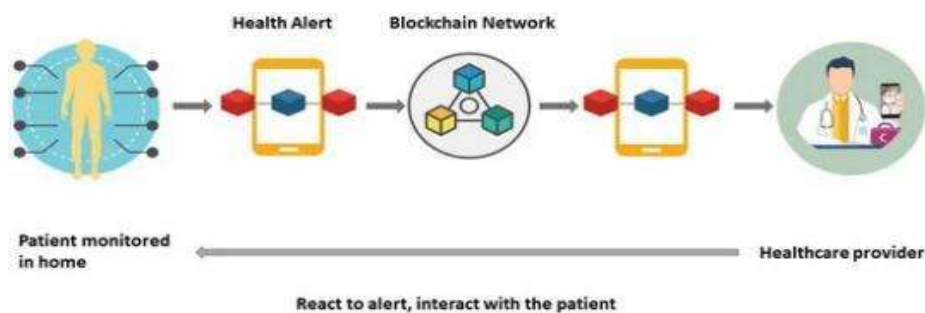 Health Alert
Blockchain Network
Patient monitored
in home
Healthcare provider
React to alert, interact with the patient